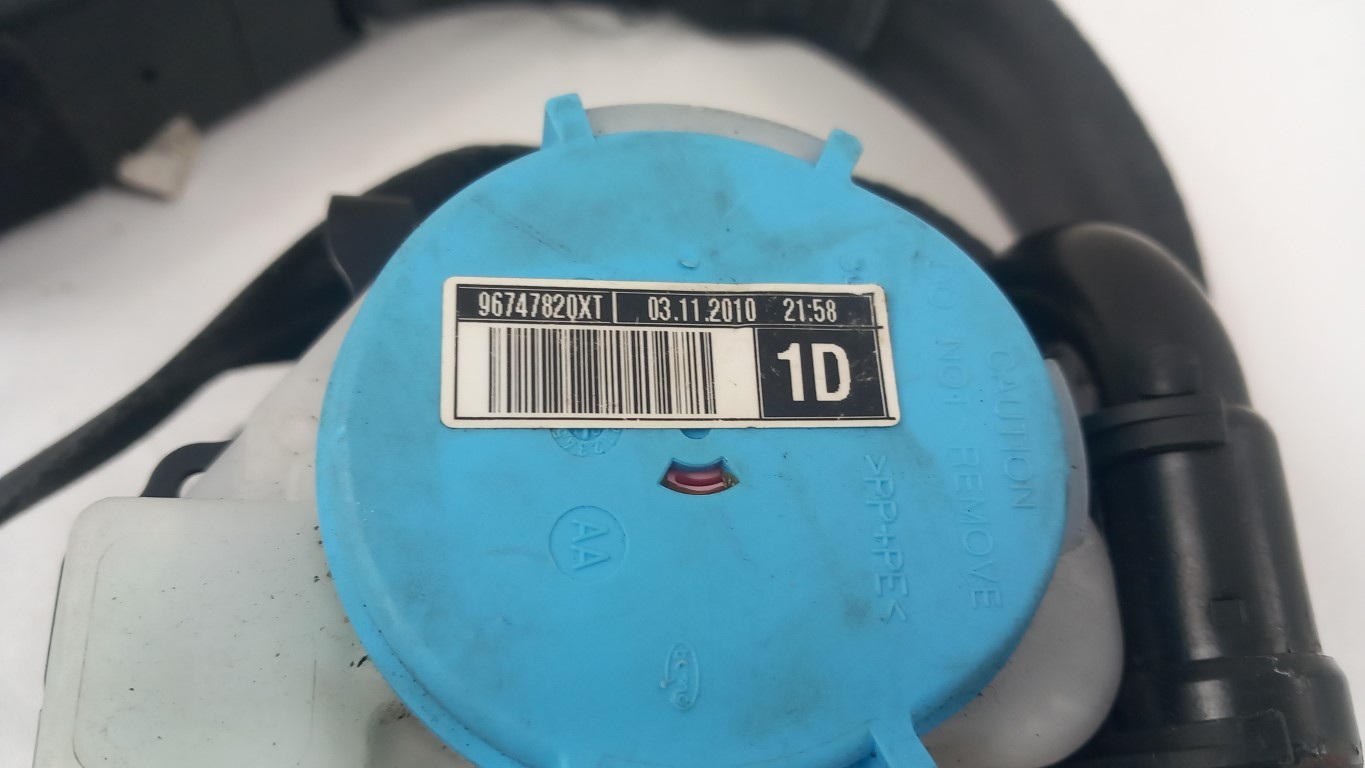 96747820XT 03.11.2010 21:58
1D
CAUTION
DO NOT REMOVE
>PP+PE<
AA